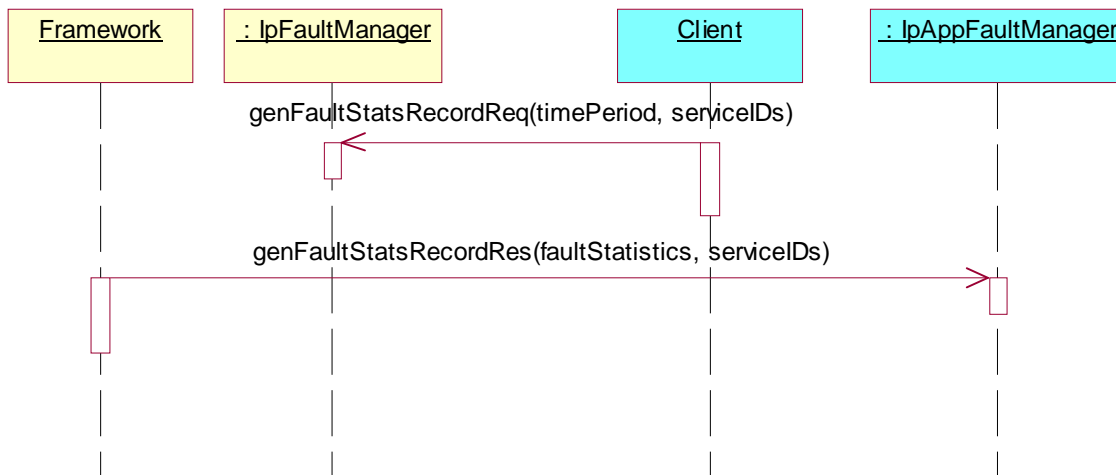 Framework
: IpFaultManager
Client
: IpAppFaultManager
genFaultStatsRecordReq(timePeriod, serviceIDs)
genFaultStatsRecordRes(faultStatistics, serviceIDs)